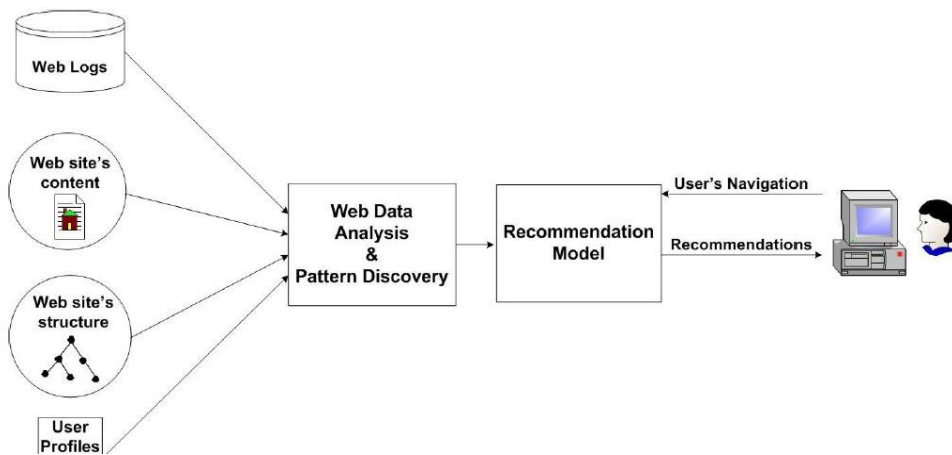 Web Logs
Web site's
content
Web site's
structure
User
Profiles
Web Data
Analysis
&
Pattern Discovery
Recommendation
Model
User's Navigation
Recommendations